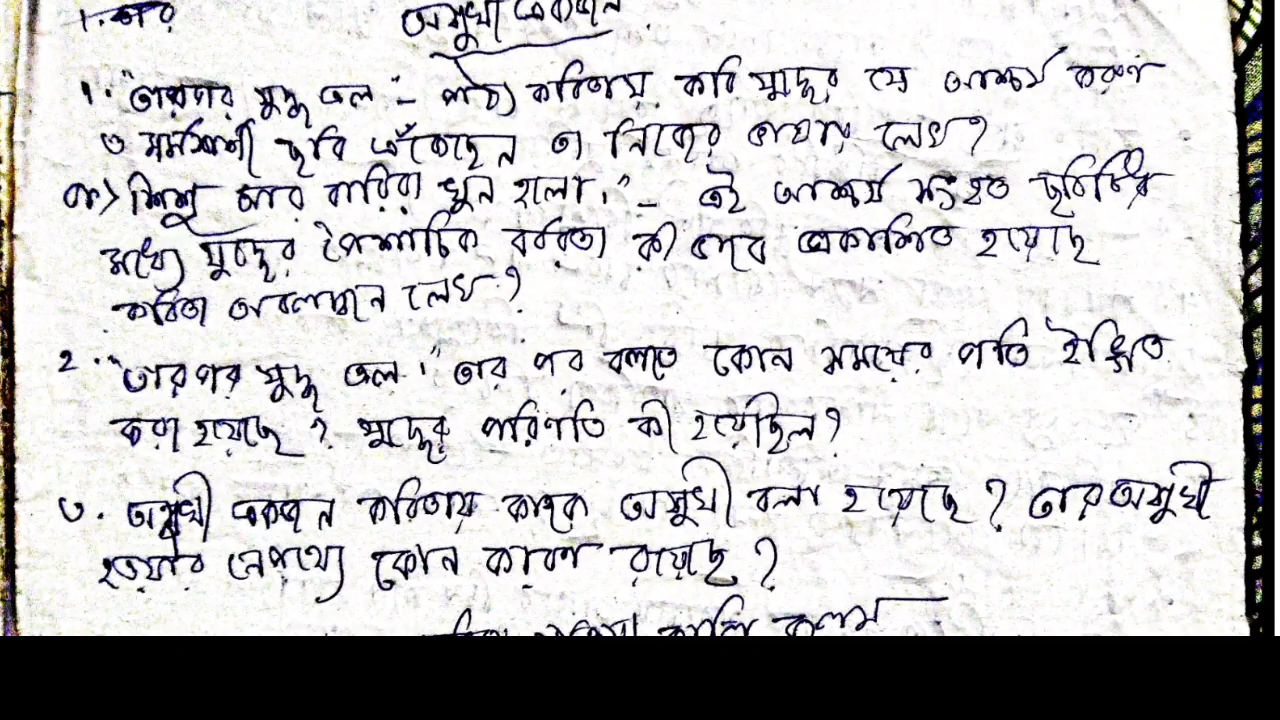 অসুখী একজন
১. "তারপর যুদ্ধ এল" – পাঠ্য কবিতায় কবি যুদ্ধের যে আশ্চর্য করুণ
ও মর্মস্পর্শী ছবি এঁকেছেন তা নিজের ভাষায় লেখ?
ক) শিশু আর বাড়িরা খুন হলো।" – এই আশ্চর্য সংহত ছবিটির
মধ্যে যুদ্ধের পৈশাচিক বর্বরতা কী ভাবে প্রকাশিত হয়েছে
কবিতা অবলম্বনে লেখ?
২. "তারপর যুদ্ধ এল।" তার পর বলতে কোন সময়ের প্রতি ইঙ্গিত
করা হয়েছে? যুদ্ধের পরিণতি কী হয়েছিল?
৩. অসুখী একজন কবিতায় কাকে অসুখী বলা হয়েছে? তার অসুখী
হওয়ার নেপথ্যে কোন কারণ রয়েছে?
কালি কলম